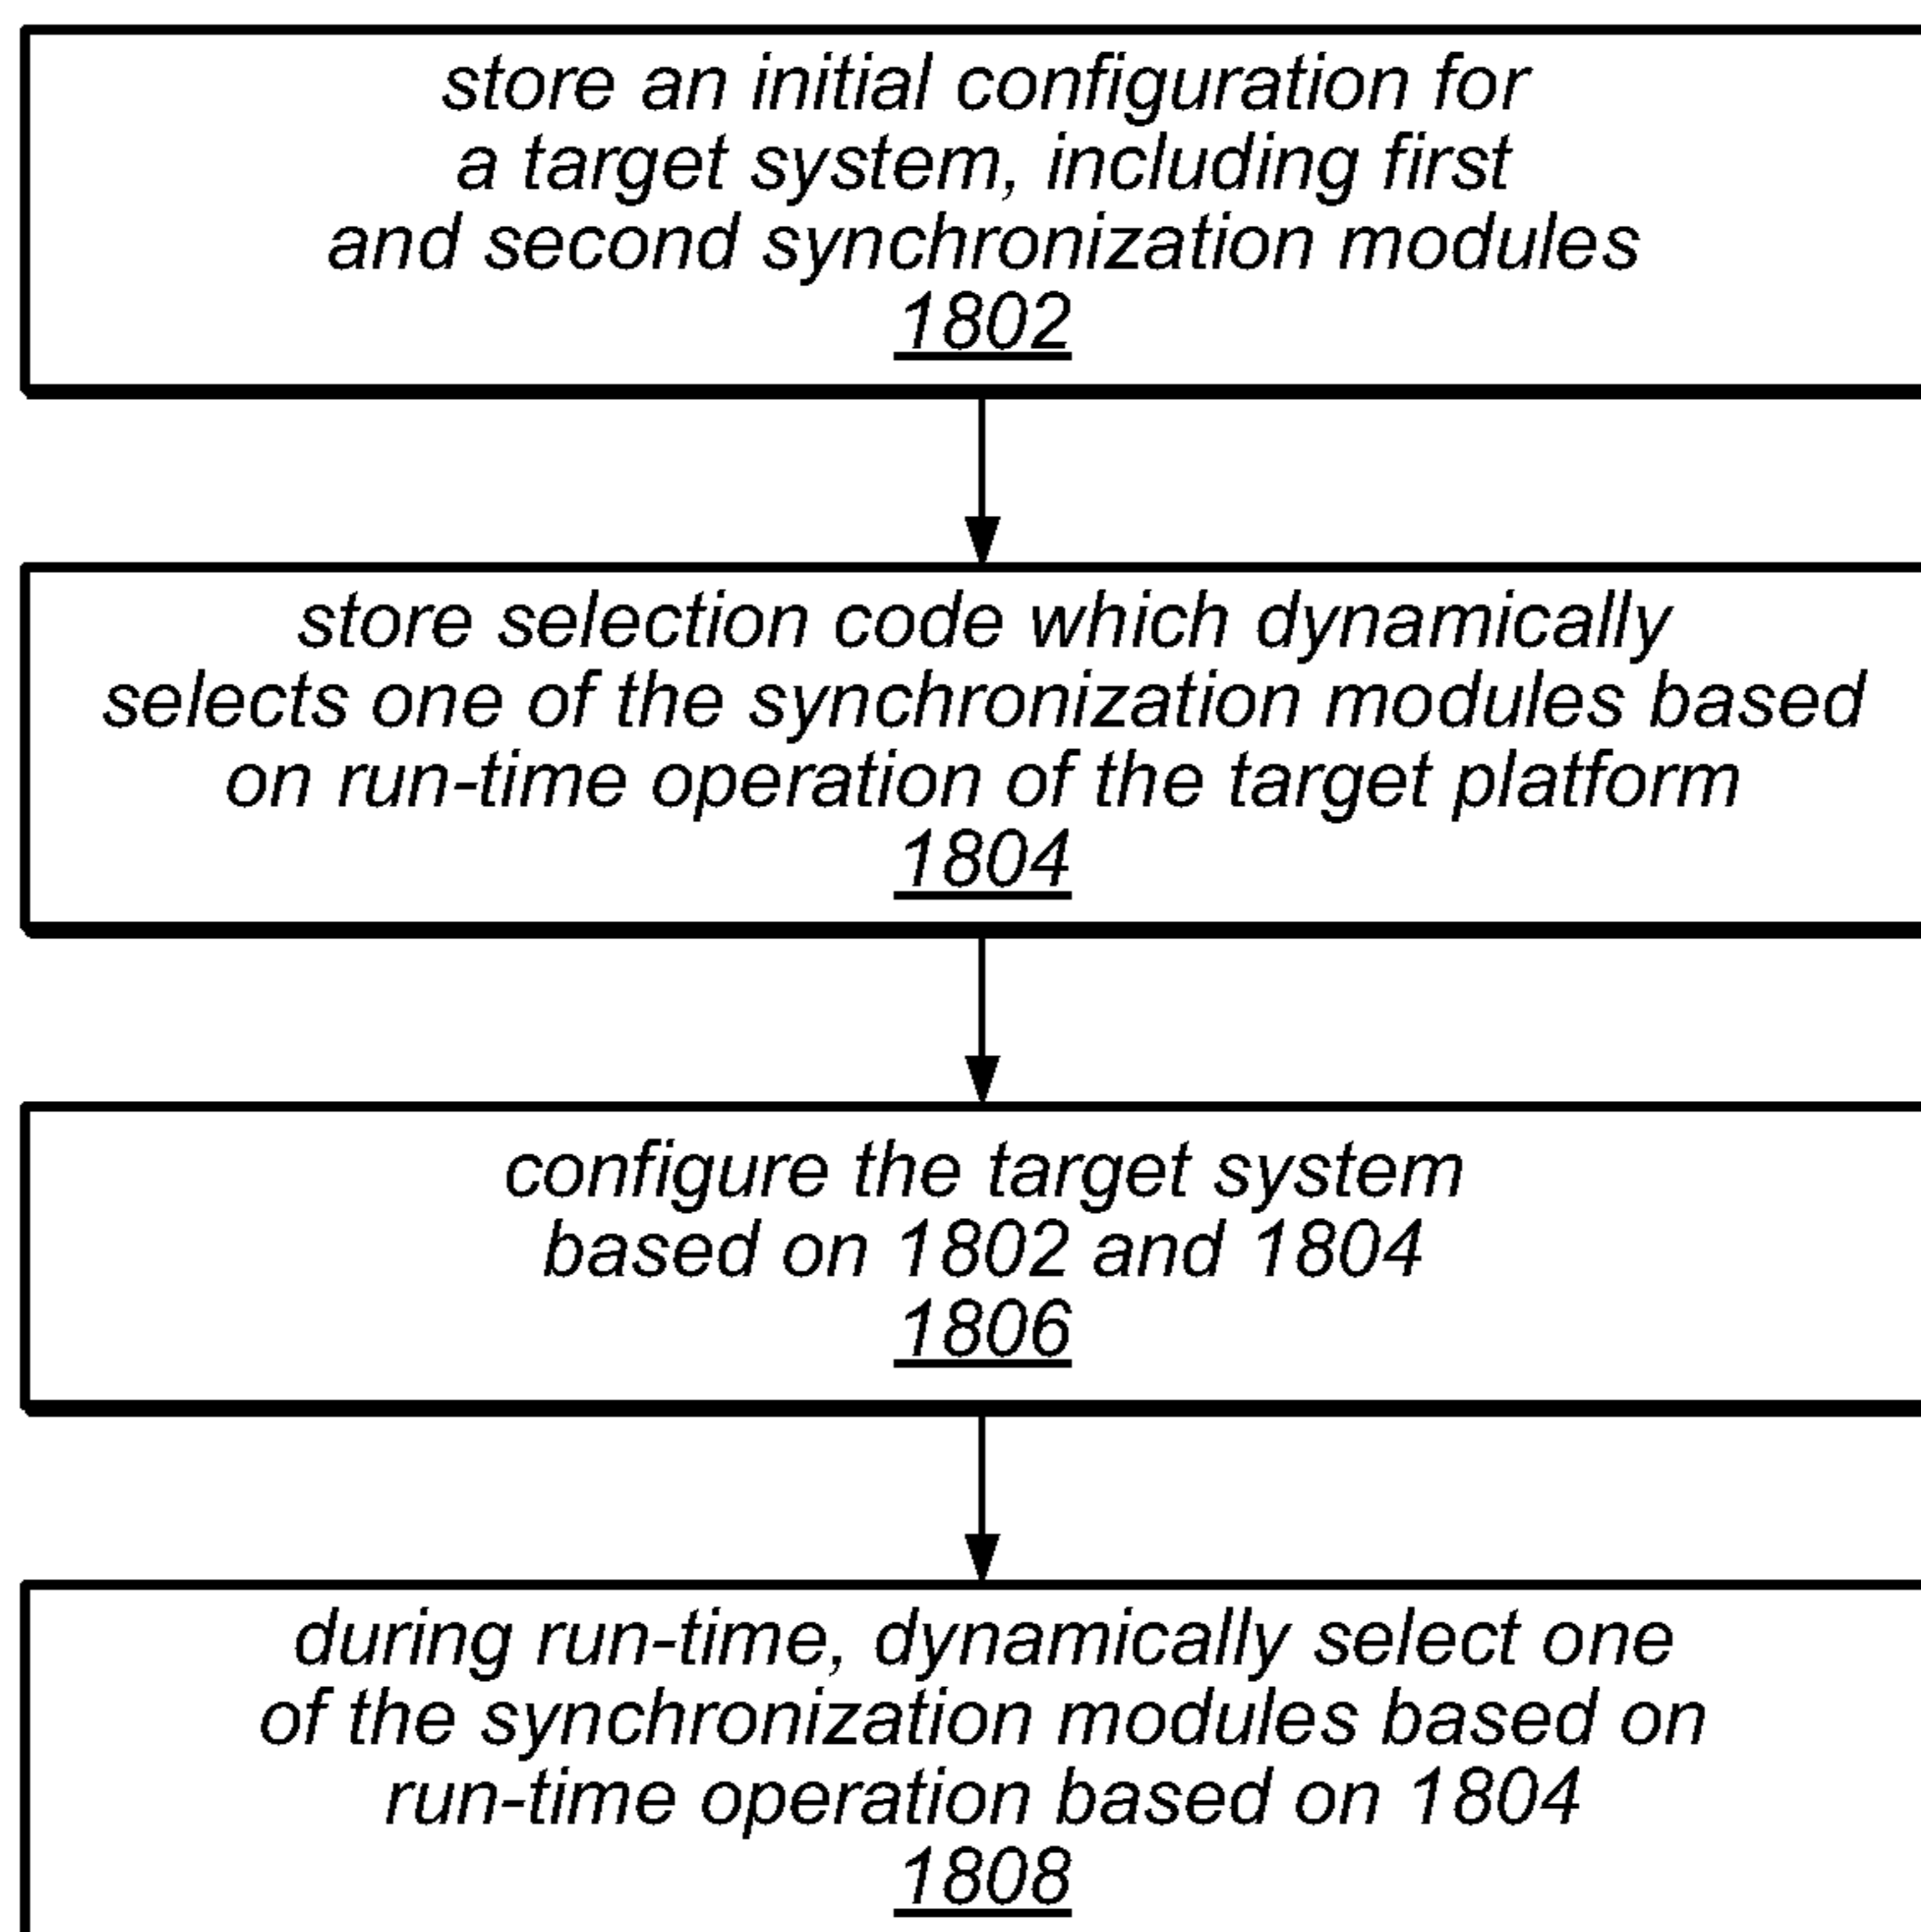 store an initial configuration for
a target system, including first
and second synchronization modules
1802
store selection code which dynamically
selects one of the synchronization modules based
on run-time operation of the target platform
1804
configure the target system
based on 1802 and 1804
1806
during run-time, dynamically select one
of the synchronization modules based on
run-time operation based on 1804
1808